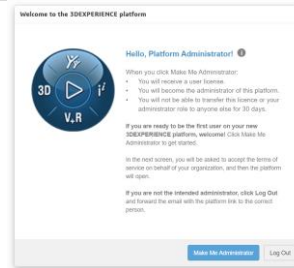 Welcome to the 3DEXPERIENCE platform
Hello, Platform Administrator!
When you click Make Me Administrator:
· You will receive a user license.
· You will become the administrator of this platform.
· You will not be able to transfer this license or your
administrator role to anyone else for 30 days.
If you are ready to be the first user on your new
3DEXPERIENCE platform, welcome! Click Make Me
Administrator to get started.
In the next screen, you will be asked to accept the terms of
service on behalf of your organization, and then the platform
will open.
If you are not the intended administrator, click Log Out
and forward the email with the platform link to the correct
person.
3D
V+R
Make Me Administrator
Log Out